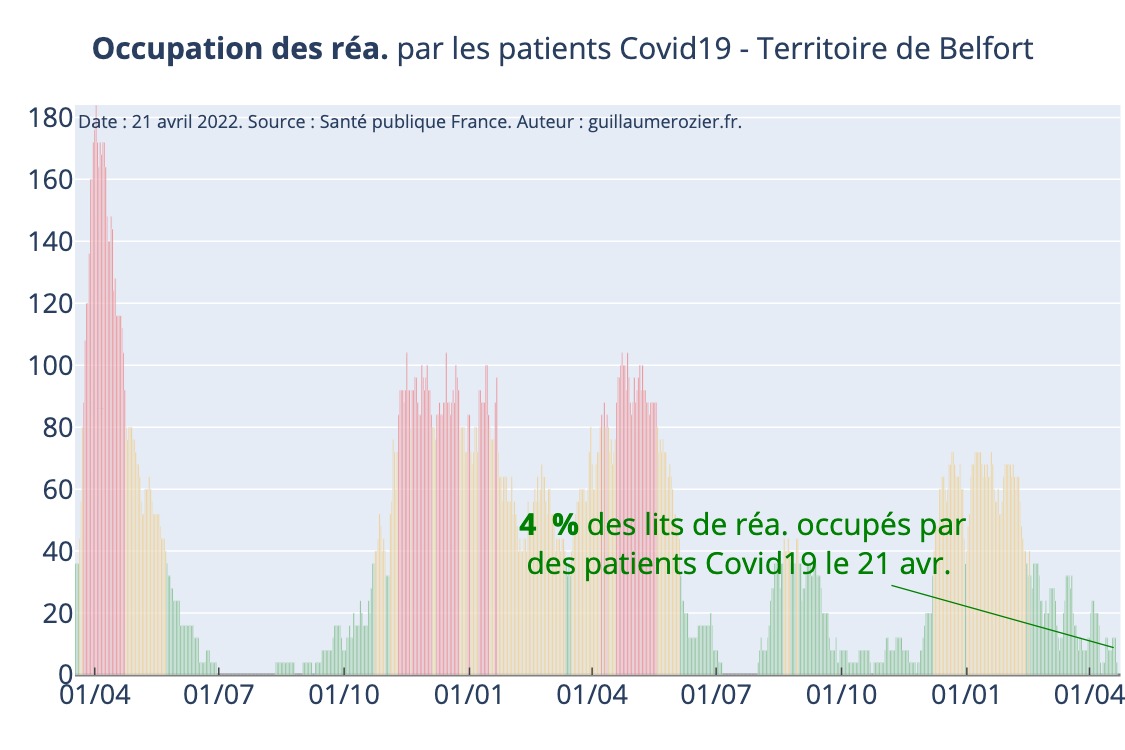 Occupation des réa. par les patients Covid19 - Territoire de Belfort
180
Date : 21 avril 2022. Source : Santé publique France. Auteur : guillaumerozier.fr.
160
140
120
100
80
60
4 % des lits de réa. occupés par
des patients Covid19 le 21 avr.
40
20
0
01/04 01/07 01/10 01/01 01/04 01/07 01/10 01/01 01/04